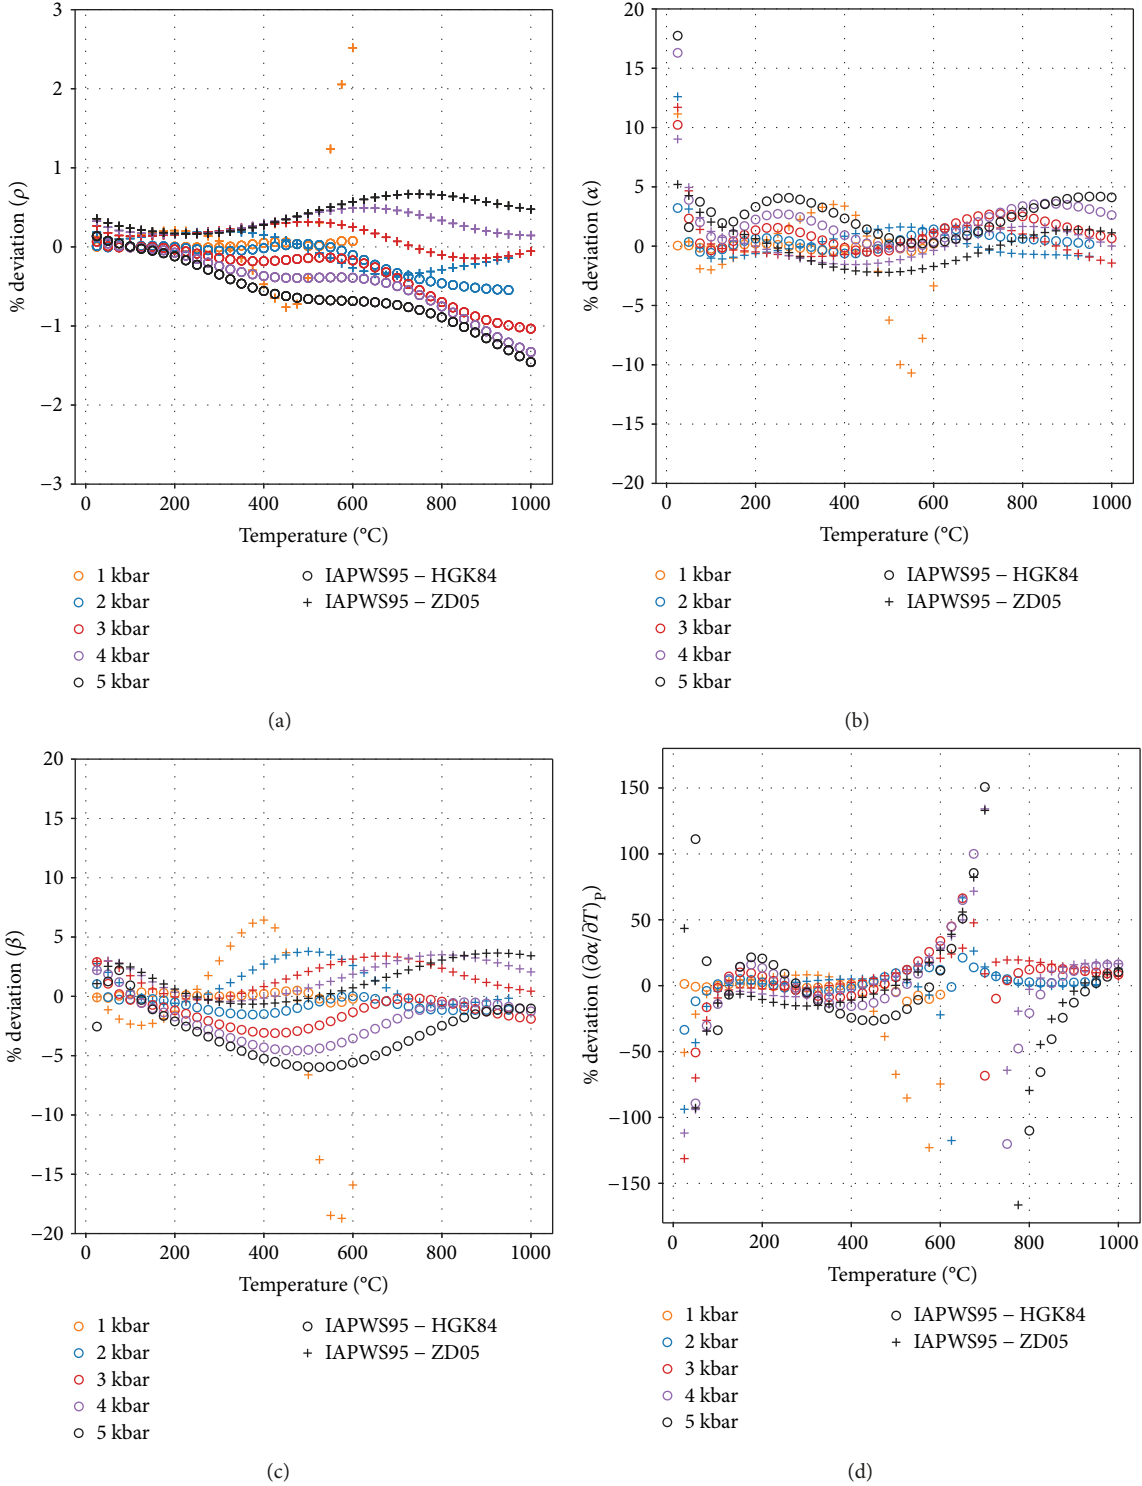 3
2
1
0
−1
−2
−3
% deviation (ρ)
0 200 400 600 800 1000
Temperature (°C)
1 kbar
2 kbar
3 kbar
4 kbar
5 kbar
IAPWS95 – HGK84
IAPWS95 – ZD05
(a)
20
15
10
5
0
−5
−10
−15
−20
% deviation (α)
0 200 400 600 800 1000
Temperature (°C)
1 kbar
2 kbar
3 kbar
4 kbar
5 kbar
IAPWS95 – HGK84
IAPWS95 – ZD05
(b)
20
15
10
5
0
−5
−10
−15
−20
% deviation (β)
0 200 400 600 800 1000
Temperature (°C)
1 kbar
2 kbar
3 kbar
4 kbar
5 kbar
IAPWS95 – HGK84
IAPWS95 – ZD05
(c)
150
100
50
0
−50
−100
−150
% deviation ((∂α/∂T)p)
0 200 400 600 800 1000
Temperature (°C)
1 kbar
2 kbar
3 kbar
4 kbar
5 kbar
IAPWS95 – HGK84
IAPWS95 – ZD05
(d)